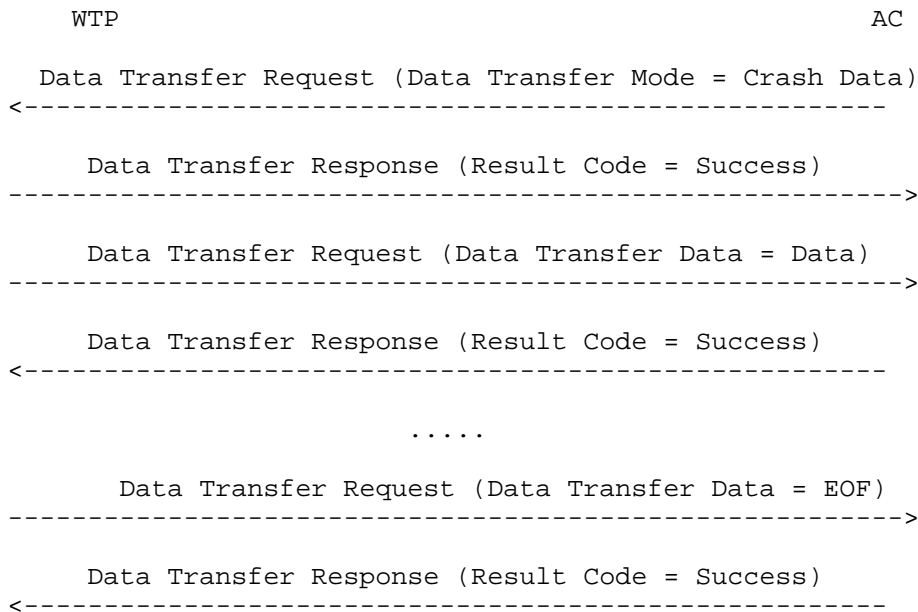 WTP                                                 AC
Data Transfer Request (Data Transfer Mode = Crash Data)
<------------------------------------------------------
Data Transfer Response (Result Code = Success)
-------------------------------------------------------->
Data Transfer Request (Data Transfer Data = Data)
-------------------------------------------------------->
Data Transfer Response (Result Code = Success)
<------------------------------------------------------
.....
Data Transfer Request (Data Transfer Data = EOF)
-------------------------------------------------------->
Data Transfer Response (Result Code = Success)
<------------------------------------------------------